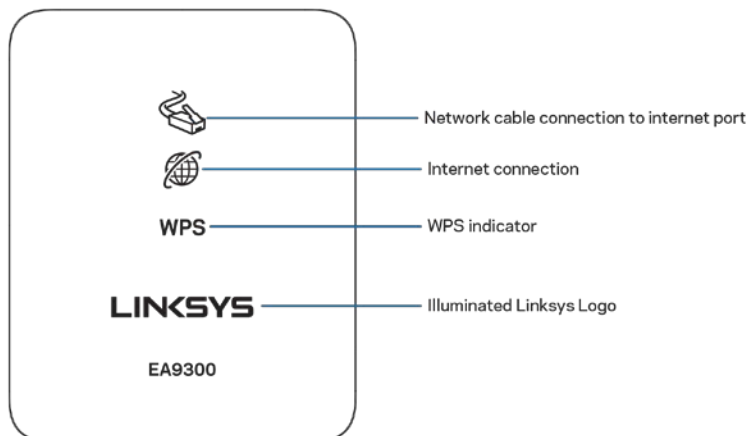 Network cable connection to internet port
Internet connection
WPS
WPS indicator
LINKSYS
Illuminated Linksys Logo
EA9300